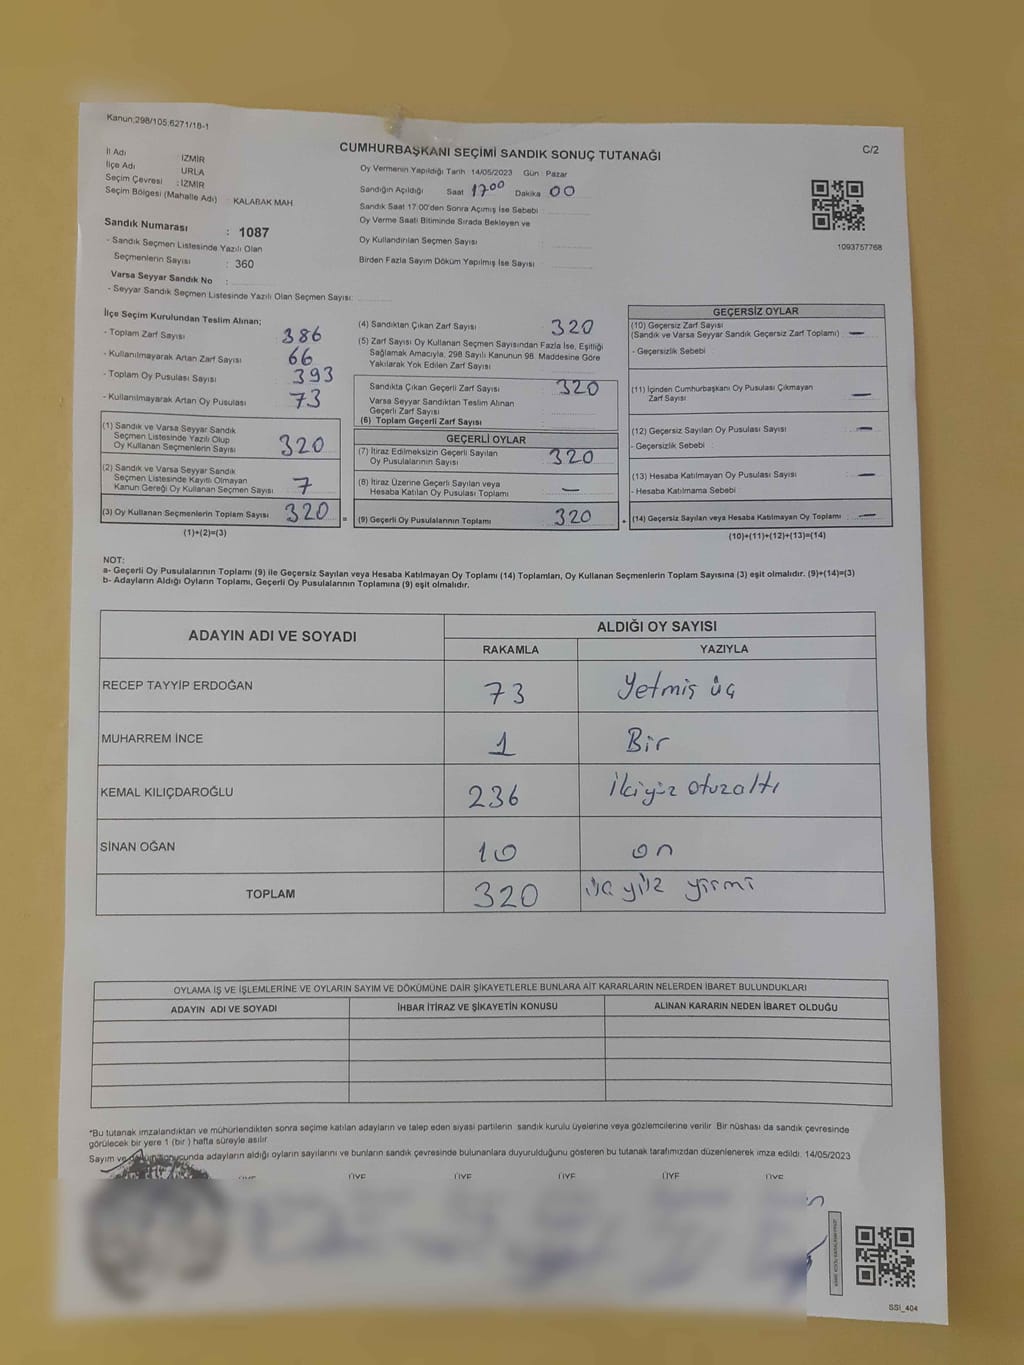 Kanun;298/105;6271/18-1
CUMHURBAŞKANI SEÇİMİ SANDIK SONUÇ TUTANAĞI
C/2
İl Adı İZMİR
İlçe Adı URLA
Seçim Çevresi : İZMİR
Seçim Bölgesi (Mahalle Adı) : KALABAK MAH
Sandık Numarası : 1087
- Sandık Seçmen Listesinde Yazılı Olan
Seçmenlerin Sayısı : 360
Varsa Seyyar Sandık No :
- Seyyar Sandık Seçmen Listesinde Yazılı Olan Seçmen Sayısı:
Oy Vermenin Yapıldığı Tarih 14/05/2023 Gün : Pazar
Sandığın Açıldığı Saat 17.00 Dakika 00
Sandık Saat 17:00'den Sonra Açımış İse Sebebi :
Oy Verme Saati Bitiminde Sırada Bekleyen ve
Oy Kullandırılan Seçmen Sayısı :
Birden Fazla Sayım Döküm Yapılmış İse Sayısı :
1093757768
İlçe Seçim Kurulundan Teslim Alınan;
- Toplam Zarf Sayısı 386
- Kullanılmayarak Artan Zarf Sayısı 66
- Toplam Oy Pusulası Sayısı 393
- Kullanılmayarak Artan Oy Pusulası 73
(1) Sandık ve Varsa Seyyar Sandık
Seçmen Listesinde Yazılı Olup
Oy Kullanan Seçmenlerin Sayısı 320
(2) Sandık ve Varsa Seyyar Sandık
Seçmen Listesinde Kayıtlı Olmayan
Kanun Gereği Oy Kullanan Seçmen Sayısı 7
(3) Oy Kullanan Seçmenlerin Toplam Sayısı 320
(1)+(2)=(3)
(4) Sandıktan Çıkan Zarf Sayısı : 320
(5) Zarf Sayısı Oy Kullanan Seçmen Sayısından Fazla İse, Eşitliği
Sağlamak Amacıyla, 298 Sayılı Kanunun 98. Maddesine Göre
Yakılarak Yok Edilen Zarf Sayısı
Sandıkta Çıkan Geçerli Zarf Sayısı 320
Varsa Seyyar Sandıktan Teslim Alınan
Geçerli Zarf Sayısı
(6) Toplam Geçerli Zarf Sayısı
GEÇERLİ OYLAR
(7) İtiraz Edilmeksizin Geçerli Sayılan
Oy Pusulalarının Sayısı 320
(8) İtiraz Üzerine Geçerli Sayılan veya
Hesaba Katılan Oy Pusulası Toplamı —
= (9) Geçerli Oy Pusulalarının Toplamı 320 +
GEÇERSİZ OYLAR
(10) Geçersiz Zarf Sayısı
(Sandık ve Varsa Seyyar Sandık Geçersiz Zarf Toplamı) —
- Geçersizlik Sebebi
(11) İçinden Cumhurbaşkanı Oy Pusulası Çıkmayan
Zarf Sayısı —
(12) Geçersiz Sayılan Oy Pusulası Sayısı —
- Geçersizlik Sebebi
(13) Hesaba Katılmayan Oy Pusulası Sayısı —
- Hesaba Katılmama Sebebi
(14) Geçersiz Sayılan veya Hesaba Katılmayan Oy Toplamı —
(10)+(11)+(12)+(13)=(14)
NOT:
a- Geçerli Oy Pusulalarının Toplamı (9) ile Geçersiz Sayılan veya Hesaba Katılmayan Oy Toplamı (14) Toplamları, Oy Kullanan Seçmenlerin Toplam Sayısına (3) eşit olmalıdır. (9)+(14)=(3)
b- Adayların Aldığı Oyların Toplamı, Geçerli Oy Pusulalarının Toplamına (9) eşit olmalıdır.
ADAYIN ADI VE SOYADI
ALDIĞI OY SAYISI
RAKAMLA YAZIYLA
RECEP TAYYİP ERDOĞAN 73 Yetmiş üç
MUHARREM İNCE 1 Bir
KEMAL KILIÇDAROĞLU 236 İkiyüz otuzaltı
SİNAN OĞAN 10 on
TOPLAM 320 üç yüz yirmi
OYLAMA İŞ VE İŞLEMLERİNE VE OYLARIN SAYIM VE DÖKÜMÜNE DAİR ŞİKAYETLERLE BUNLARA AİT KARARLARIN NELERDEN İBARET BULUNDUKLARI
ADAYIN ADI VE SOYADI İHBAR İTİRAZ VE ŞİKAYETİN KONUSU ALINAN KARARIN NEDEN İBARET OLDUĞU
*Bu tutanak imzalandıktan ve mühürlendikten sonra seçime katılan adayların ve talep eden siyasi partilerin sandık kurulu üyelerine veya gözlemcilerine verilir. Bir nüshası da sandık çevresinde
görülecek bir yere 1 (bir ) hafta süreyle asılır
Sayım ve sonucunda adayların aldığı oyların sayılarını ve bunların sandık çevresinde bulunanlara duyurulduğunu gösteren bu tutanak tarafımızdan düzenlenerek imza edildi. 14/05/2023
ÜYE ÜYE ÜYE ÜYE ÜYE ÜYE
SSI_404